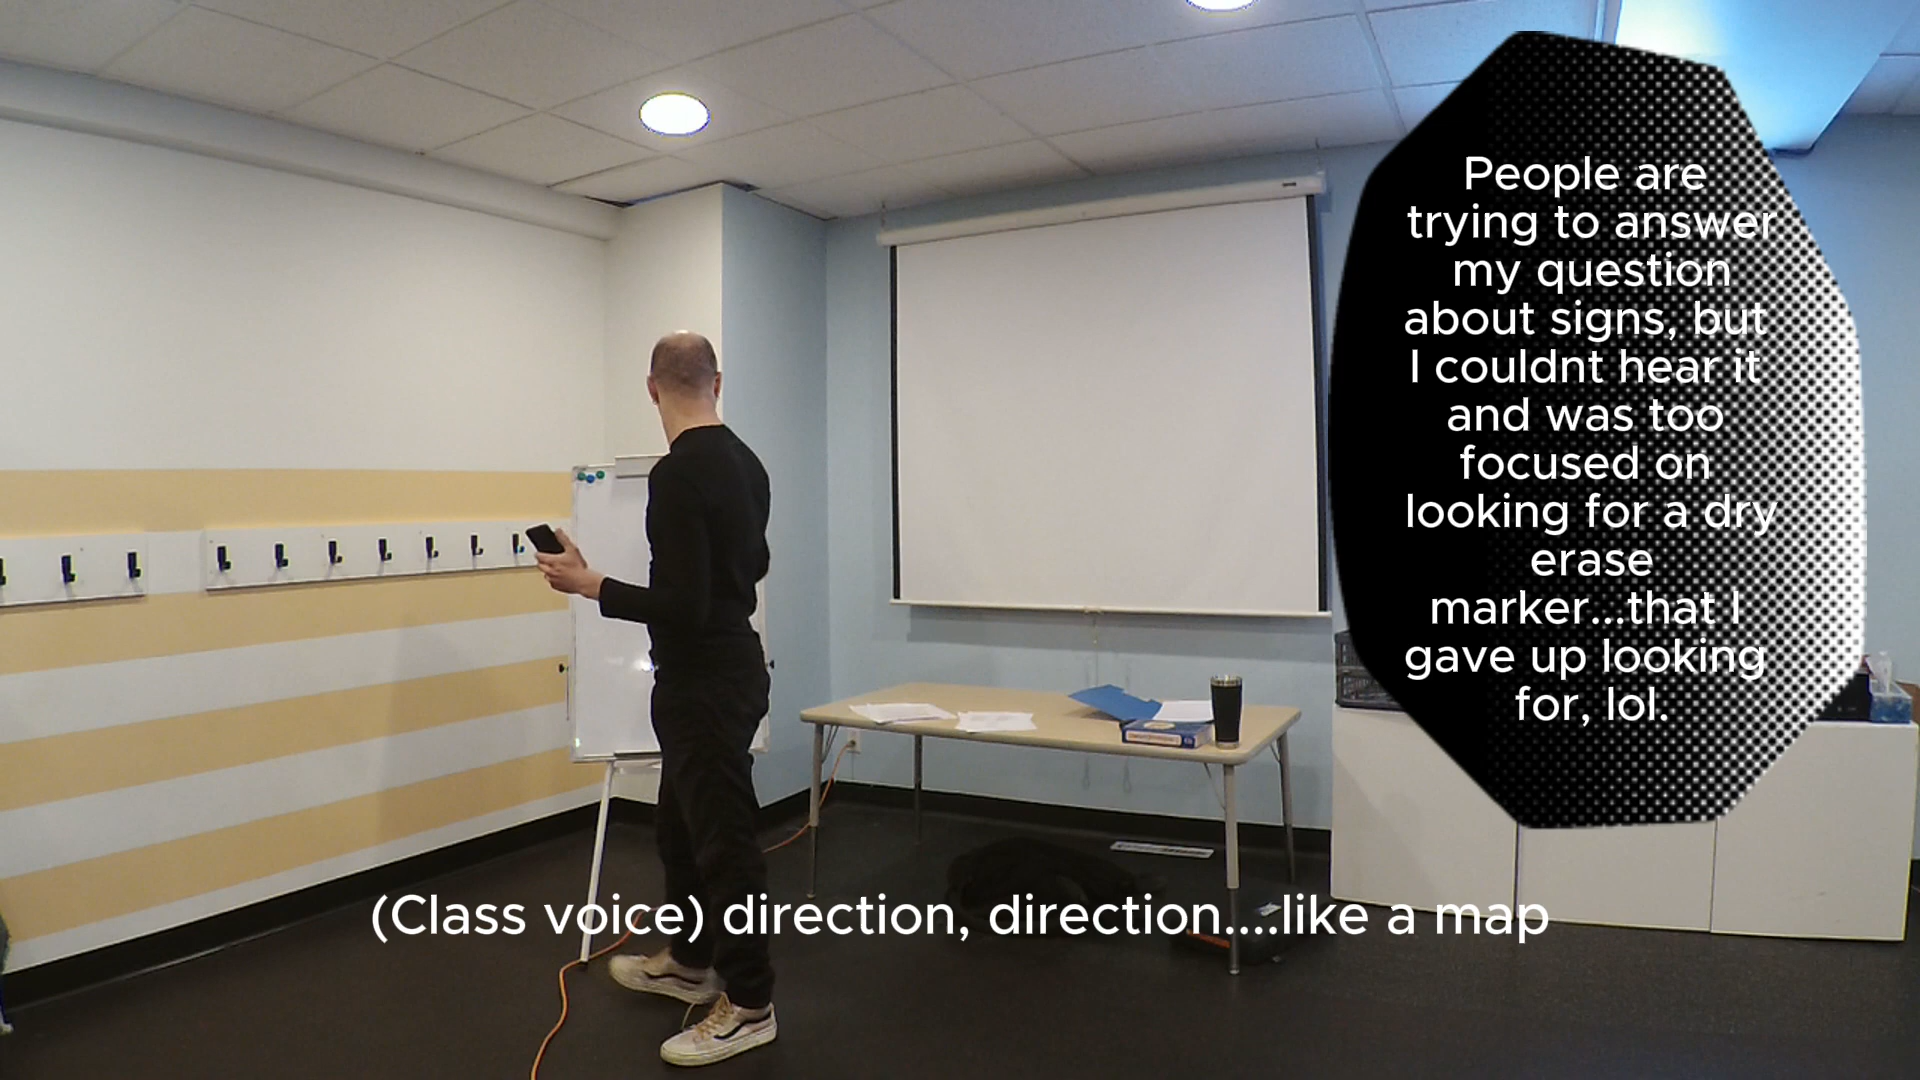 People are
trying to answer
my question
about signs, but
I couldnt hear it
and was too
focused on
looking for a dry
erase
marker...that I
gave up looking
for, lol.
(Class voice) direction, direction....like a map